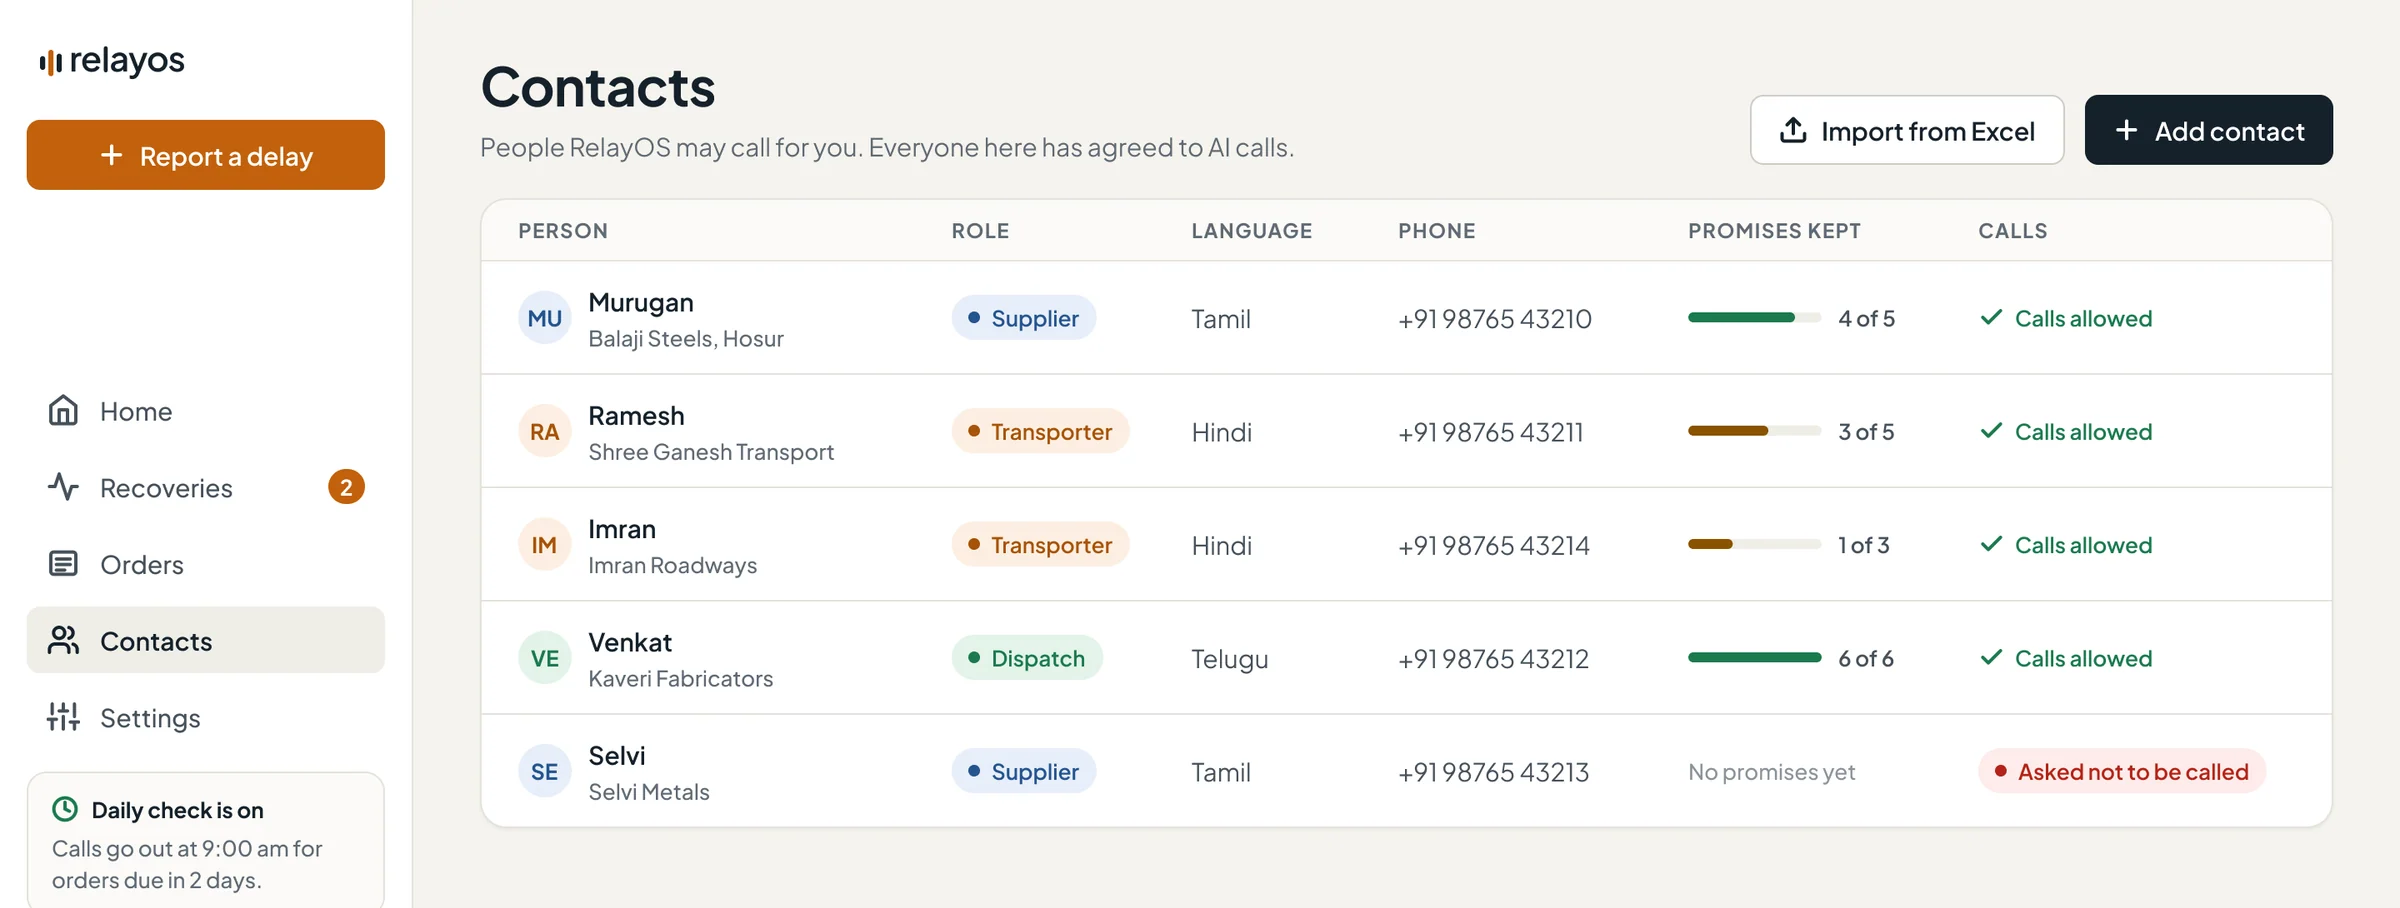 relayos
+ Report a delay
Home
Recoveries 2
Orders
Contacts
Settings
Daily check is on
Calls go out at 9:00 am for
orders due in 2 days.
Contacts
People RelayOS may call for you. Everyone here has agreed to AI calls.
Import from Excel
+ Add contact
PERSON ROLE LANGUAGE PHONE PROMISES KEPT CALLS
MU Murugan Supplier Tamil +91 98765 43210 4 of 5 Calls allowed
Balaji Steels, Hosur
RA Ramesh Transporter Hindi +91 98765 43211 3 of 5 Calls allowed
Shree Ganesh Transport
IM Imran Transporter Hindi +91 98765 43214 1 of 3 Calls allowed
Imran Roadways
VE Venkat Dispatch Telugu +91 98765 43212 6 of 6 Calls allowed
Kaveri Fabricators
SE Selvi Supplier Tamil +91 98765 43213 No promises yet Asked not to be called
Selvi Metals